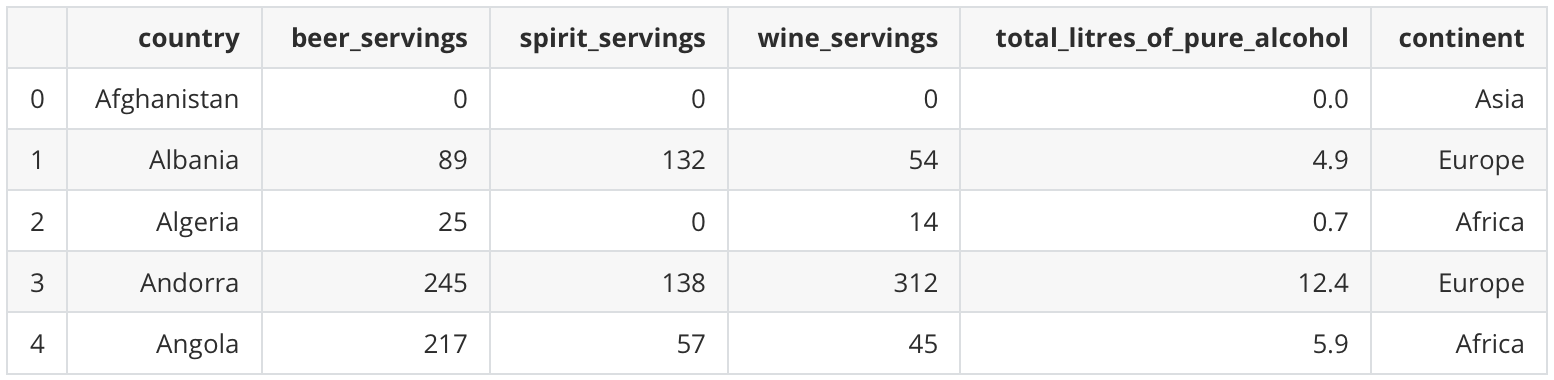 country beer_servings spirit_servings wine_servings total_litres_of_pure_alcohol continent
0 Afghanistan 0 0 0 0.0 Asia
1 Albania 89 132 54 4.9 Europe
2 Algeria 25 0 14 0.7 Africa
3 Andorra 245 138 312 12.4 Europe
4 Angola 217 57 45 5.9 Africa